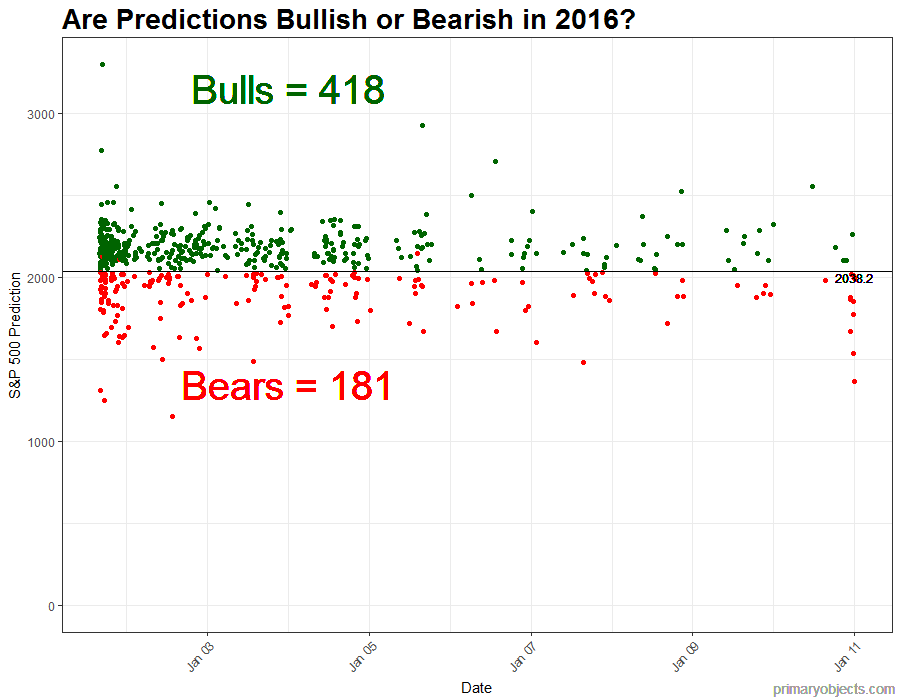 Are Predictions Bullish or Bearish in 2016?
Bulls = 418
3000
2000
2038.2
S&P 500 Prediction
Bears = 181
1000
0
Jan 03
Jan 05
Jan 07
Jan 09
Jan 11
Date
primaryobjects.com